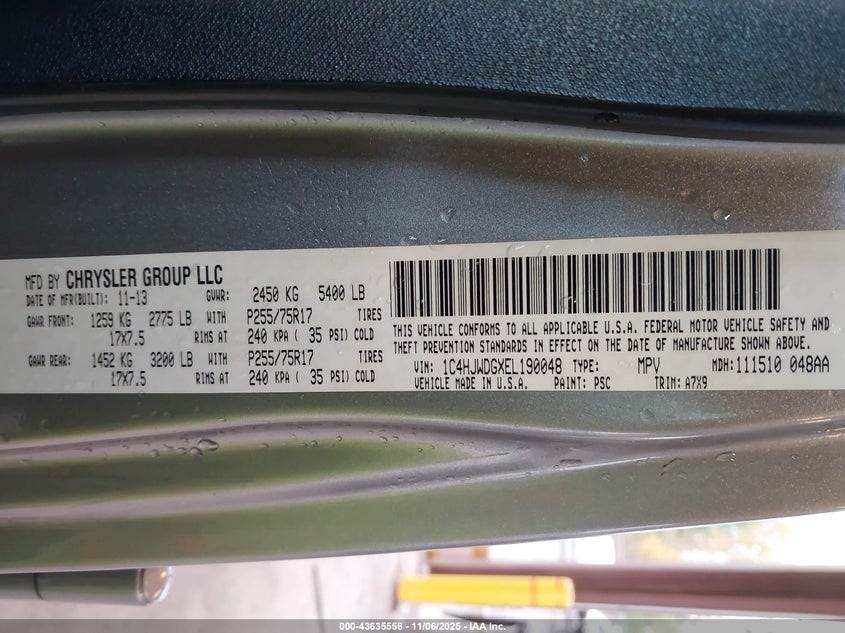 MFD BY CHRYSLER GROUP LLC
DATE OF MFR(BUILT): 11-13 GVWR: 2450 KG 5400 LB
GAWR FRONT: 1259 KG 2775 LB WITH P255/75R17 TIRES
17X7.5 RIMS AT 240 KPA ( 35 PSI) COLD
GAWR REAR: 1452 KG 3200 LB WITH P255/75R17 TIRES
17X7.5 RIMS AT 240 KPA ( 35 PSI) COLD
THIS VEHICLE CONFORMS TO ALL APPLICABLE U.S.A. FEDERAL MOTOR VEHICLE SAFETY AND
THEFT PREVENTION STANDARDS IN EFFECT ON THE DATE OF MANUFACTURE SHOWN ABOVE.
VIN: 1C4HJWDGXEL190048 TYPE: MPV MDH: 111510 048AA
VEHICLE MADE IN U.S.A. PAINT: PSC TRIM: A7X9
000-43635558 - 11/06/2025 - IAA Inc.